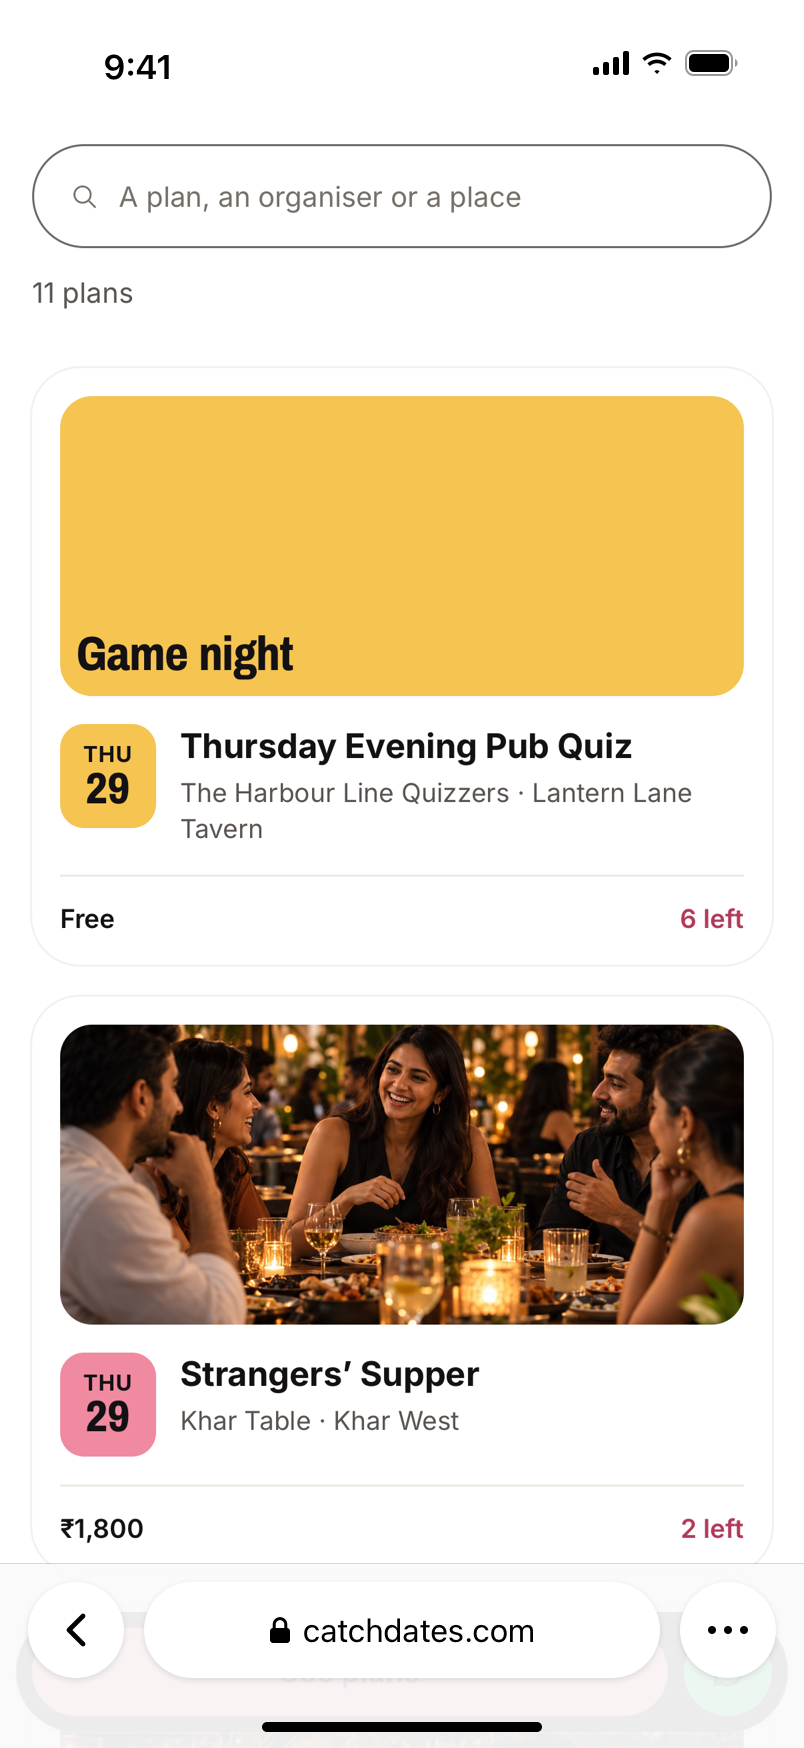 9:41
A plan, an organiser or a place
11 plans
Game night
THU
29
Thursday Evening Pub Quiz
The Harbour Line Quizzers · Lantern Lane
Tavern
Free
6 left
THU
29
Strangers’ Supper
Khar Table · Khar West
₹1,800
2 left
catchdates.com